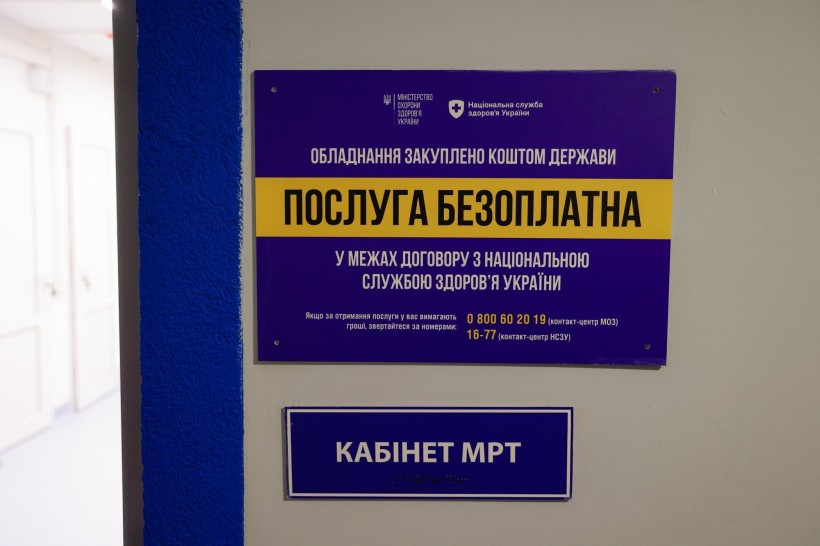 МІНІСТЕРСТВО
ОХОРОНИ
ЗДОРОВ'Я
УКРАЇНИ
Національна служба
здоров'я України
ОБЛАДНАННЯ ЗАКУПЛЕНО КОШТОМ ДЕРЖАВИ
ПОСЛУГА БЕЗОПЛАТНА
У МЕЖАХ ДОГОВОРУ З НАЦІОНАЛЬНОЮ
СЛУЖБОЮ ЗДОРОВ'Я УКРАЇНИ
Якщо за отримання послуги у вас вимагають
гроші, звертайтеся за номерами:
0 800 60 20 19 (контакт-центр МОЗ)
16-77 (контакт-центр НСЗУ)
КАБІНЕТ МРТ